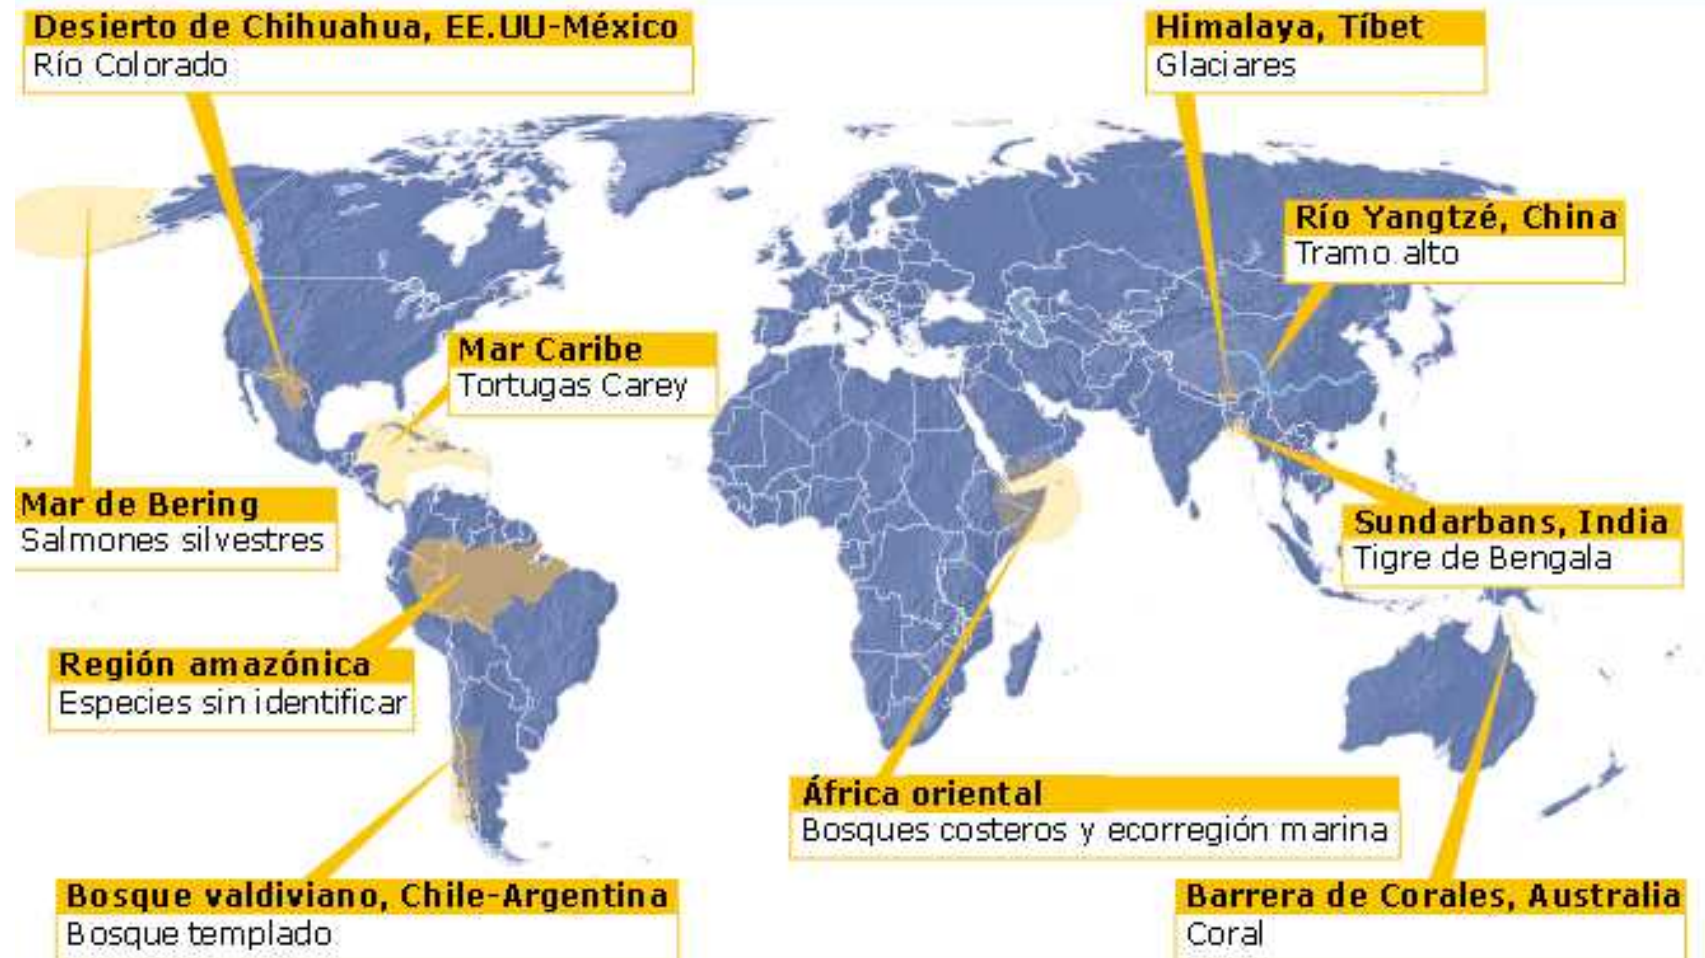 Desierto de Chihuahua, EE.UU-México
Río Colorado
Himalaya, Tíbet
Glaciares
Río Yangtzé, China
Tramo alto
Mar Caribe
Tortugas Carey
Mar de Bering
Salmones silvestres
Sundarbans, India
Tigre de Bengala
Región amazónica
Especies sin identificar
África oriental
Bosques costeros y ecorregión marina
Bosque valdiviano, Chile-Argentina
Bosque templado
Barrera de Corales, Australia
Coral